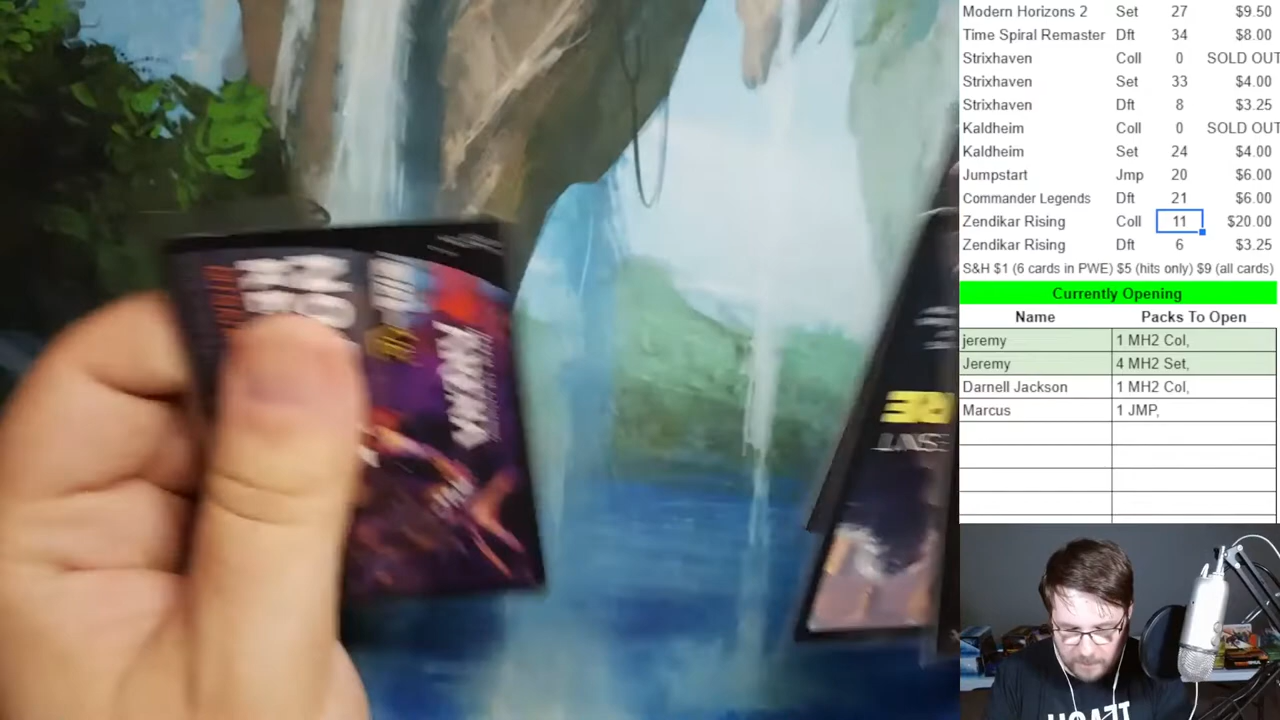 Modern Horizons 2 Set 27 $9.50
Time Spiral Remaster Dft 34 $8.00
Strixhaven Coll 0 SOLD OUT
Strixhaven Set 33 $4.00
Strixhaven Dft 8 $3.25
Kaldheim Coll 0 SOLD OUT
Kaldheim Set 24 $4.00
Jumpstart Jmp 20 $6.00
Commander Legends Dft 21 $6.00
Zendikar Rising Coll 11 $20.00
Zendikar Rising Dft 6 $3.25
S&H $1 (6 cards in PWE) $5 (hits only) $9 (all cards)
Currently Opening
Name Packs To Open
jeremy 1 MH2 Col,
Jeremy 4 MH2 Set,
Darnell Jackson 1 MH2 Col,
Marcus 1 JMP,